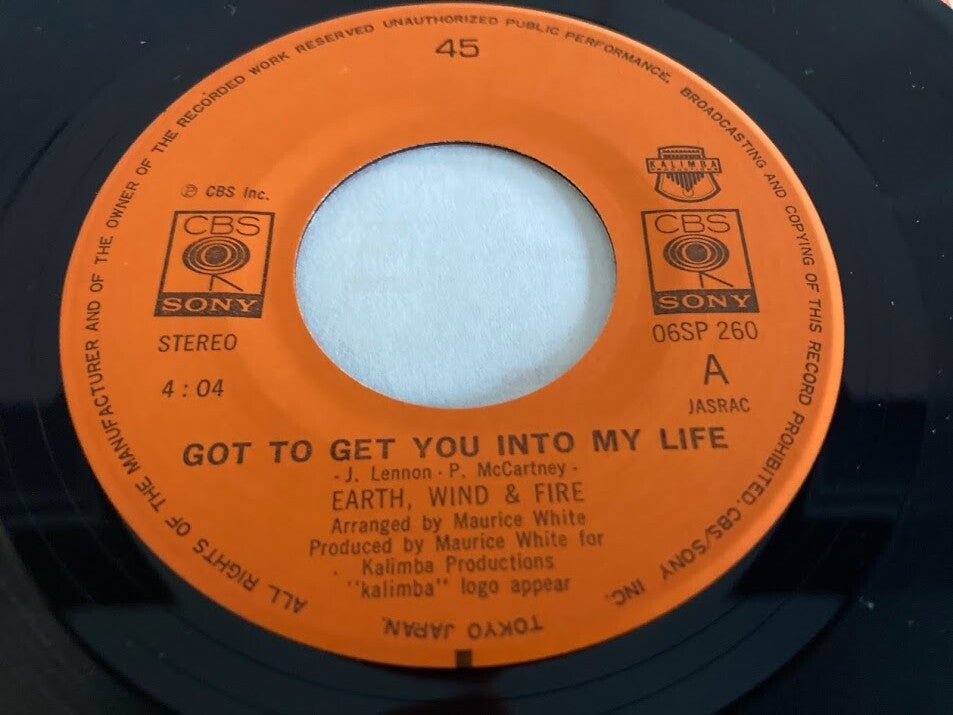 ALL RIGHTS OF THE MANUFACTURER AND OF THE OWNER OF THE RECORDED WORK RESERVED UNAUTHORIZED PUBLIC PERFORMANCE. BROADCASTING AND COPYING OF THIS RECORD PROHIBITED. CBS/SONY INC.
TOKYO JAPAN.
45
KALIMBA
℗ CBS Inc.
CBS
SONY
CBS
SONY
STEREO
06SP 260
4:04
A
JASRAC
GOT TO GET YOU INTO MY LIFE
· J. Lennon · P. McCartney ·
EARTH, WIND & FIRE
Arranged by Maurice White
Produced by Maurice White for
Kalimba Productions
"kalimba" logo appear